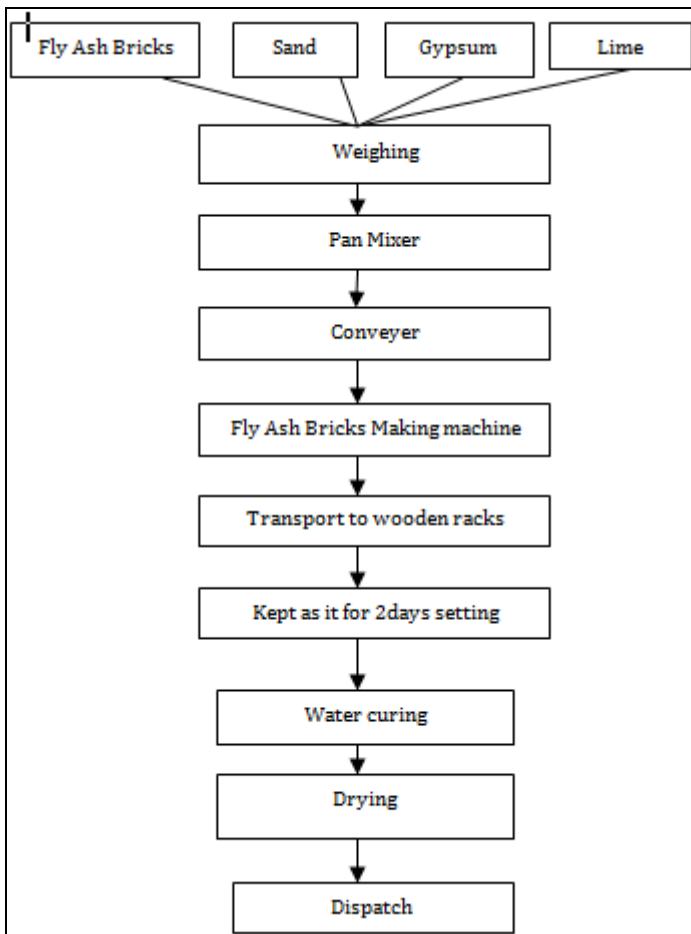 Fly Ash Bricks
Sand
Gypsum
Lime
Weighing
Pan Mixer
Conveyer
Fly Ash Bricks Making machine
Transport to wooden racks
Kept as it for 2days setting
Water curing
Drying
Dispatch